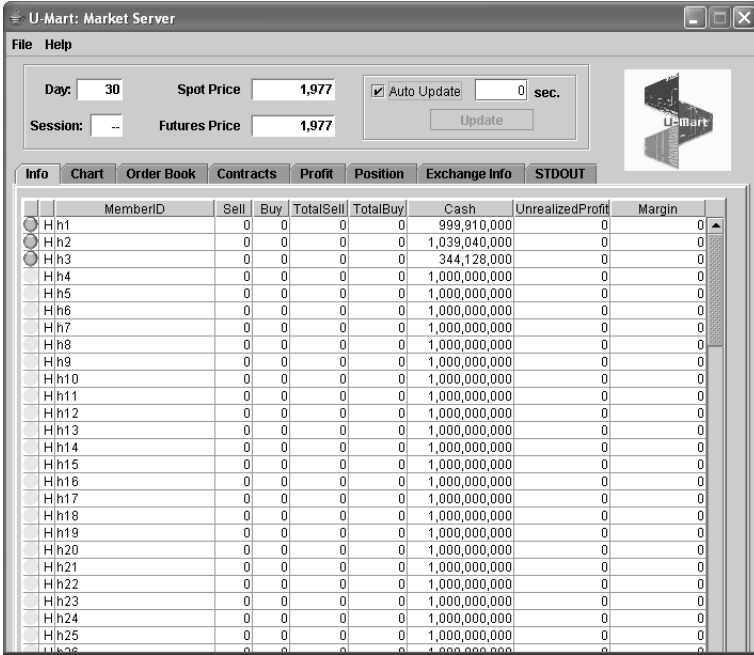 U-Mart: Market Server
File Help
Day: 30 Spot Price 1,977 Auto Update 0 sec.
Session: -- Futures Price 1,977 Update
U-Mart
Info Chart Order Book Contracts Profit Position Exchange Info STDOUT
MemberID Sell Buy TotalSell TotalBuy Cash UnrealizedProfit Margin
H h1 0 0 0 0 999,910,000 0 0
H h2 0 0 0 0 1,039,040,000 0 0
H h3 0 0 0 0 344,128,000 0 0
H h4 0 0 0 0 1,000,000,000 0 0
H h5 0 0 0 0 1,000,000,000 0 0
H h6 0 0 0 0 1,000,000,000 0 0
H h7 0 0 0 0 1,000,000,000 0 0
H h8 0 0 0 0 1,000,000,000 0 0
H h9 0 0 0 0 1,000,000,000 0 0
H h10 0 0 0 0 1,000,000,000 0 0
H h11 0 0 0 0 1,000,000,000 0 0
H h12 0 0 0 0 1,000,000,000 0 0
H h13 0 0 0 0 1,000,000,000 0 0
H h14 0 0 0 0 1,000,000,000 0 0
H h15 0 0 0 0 1,000,000,000 0 0
H h16 0 0 0 0 1,000,000,000 0 0
H h17 0 0 0 0 1,000,000,000 0 0
H h18 0 0 0 0 1,000,000,000 0 0
H h19 0 0 0 0 1,000,000,000 0 0
H h20 0 0 0 0 1,000,000,000 0 0
H h21 0 0 0 0 1,000,000,000 0 0
H h22 0 0 0 0 1,000,000,000 0 0
H h23 0 0 0 0 1,000,000,000 0 0
H h24 0 0 0 0 1,000,000,000 0 0
H h25 0 0 0 0 1,000,000,000 0 0